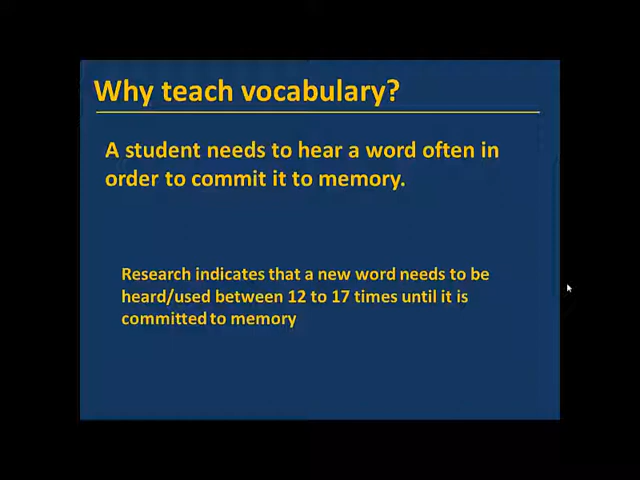 Why teach vocabulary?
A student needs to hear a word often in
order to commit it to memory.
Research indicates that a new word needs to be
heard/used between 12 to 17 times until it is
committed to memory